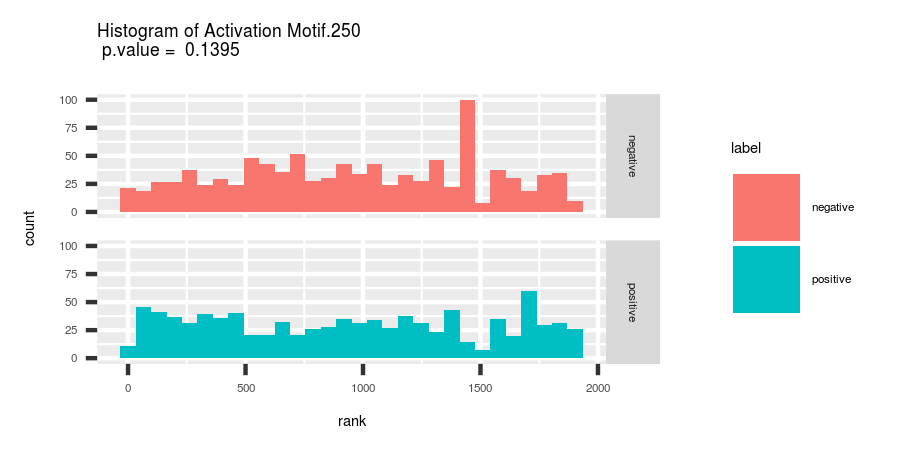 Histogram of Activation Motif.250
p.value = 0.1395
count
100
75
50
25
0
negative
100
75
50
25
0
positive
0 500 1000 1500 2000
rank
label
negative
positive